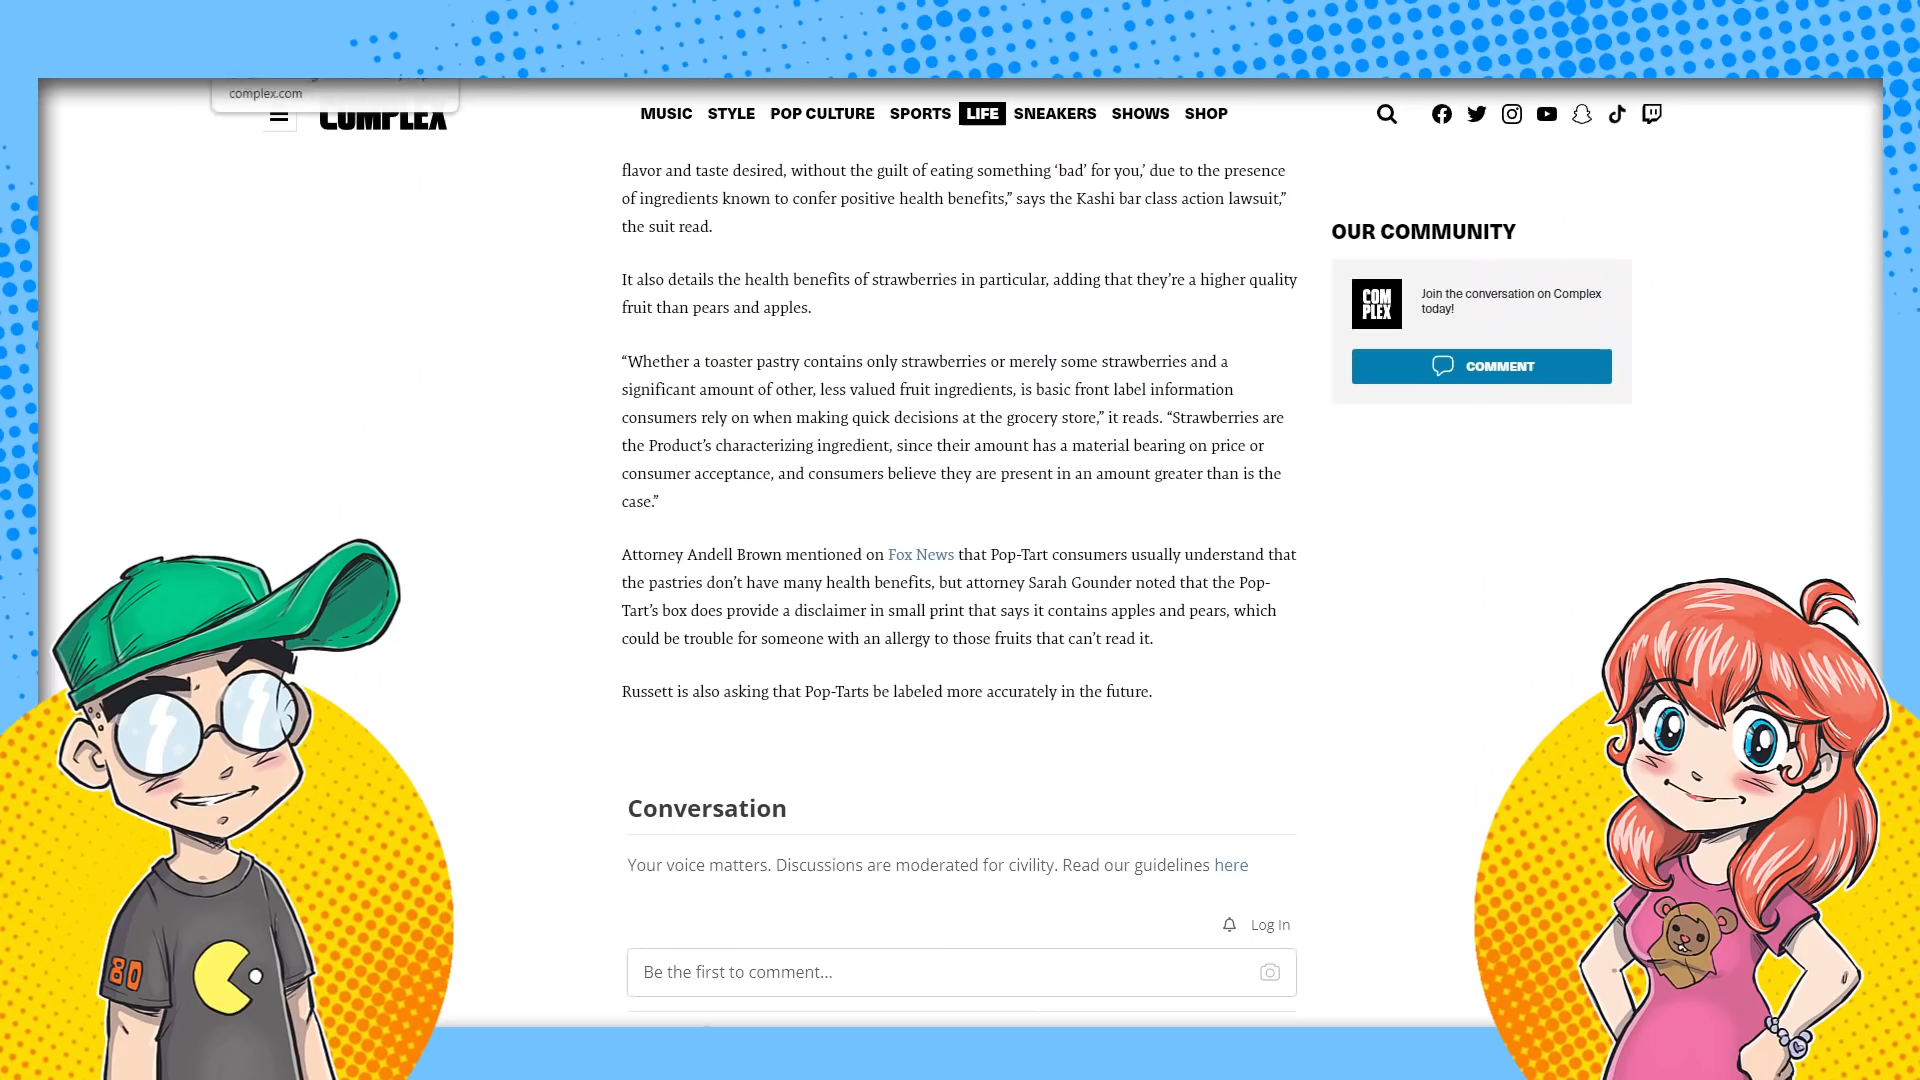 complex.com
COMPLEX
MUSIC STYLE POP CULTURE SPORTS LIFE SNEAKERS SHOWS SHOP
flavor and taste desired, without the guilt of eating something ‘bad’ for you,’ due to the presence
of ingredients known to confer positive health benefits,” says the Kashi bar class action lawsuit,”
the suit read.
It also details the health benefits of strawberries in particular, adding that they’re a higher quality
fruit than pears and apples.
“Whether a toaster pastry contains only strawberries or merely some strawberries and a
significant amount of other, less valued fruit ingredients, is basic front label information
consumers rely on when making quick decisions at the grocery store,” it reads. “Strawberries are
the Product’s characterizing ingredient, since their amount has a material bearing on price or
consumer acceptance, and consumers believe they are present in an amount greater than is the
case.”
Attorney Andell Brown mentioned on Fox News that Pop-Tart consumers usually understand that
the pastries don’t have many health benefits, but attorney Sarah Gounder noted that the Pop-
Tart’s box does provide a disclaimer in small print that says it contains apples and pears, which
could be trouble for someone with an allergy to those fruits that can’t read it.
Russett is also asking that Pop-Tarts be labeled more accurately in the future.
OUR COMMUNITY
COM
PLEX
Join the conversation on Complex
today!
COMMENT
Conversation
Your voice matters. Discussions are moderated for civility. Read our guidelines here
Log In
Be the first to comment...
80